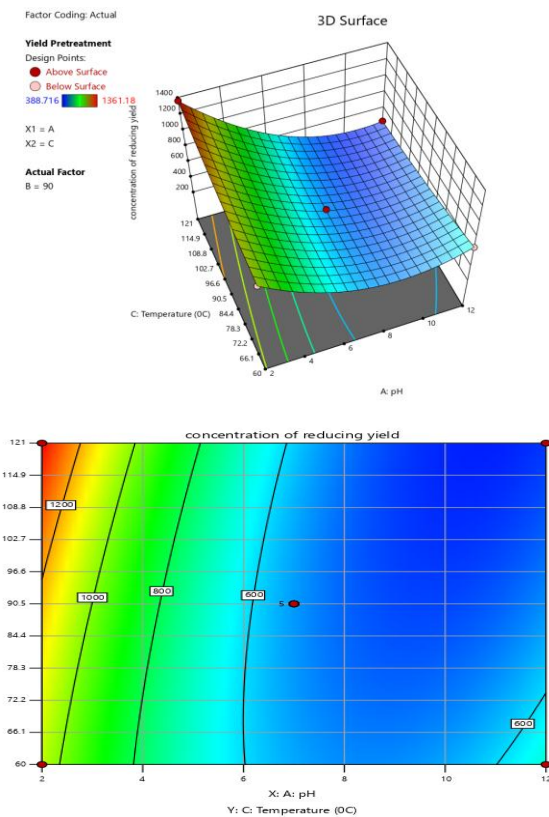 Factor Coding: Actual
3D Surface
Yield Pretreatment
Design Points:
Above Surface
Below Surface
388.716 1361.18
X1 = A
X2 = C
Actual Factor
B = 90
concentration of reducing yield
1400
1200
1000
800
600
400
200
121
114.9
108.8
102.7
96.6
90.5
84.4
78.3
72.2
66.1
60
2
4
6
8
10
12
C: Temperature (0C)
A: pH
concentration of reducing yield
121
114.9
108.8
102.7
96.6
90.5
84.4
78.3
72.2
66.1
60
1200
1000
800
600
5
600
2 4 6 8 10 12
X: A: pH
Y: C: Temperature (0C)